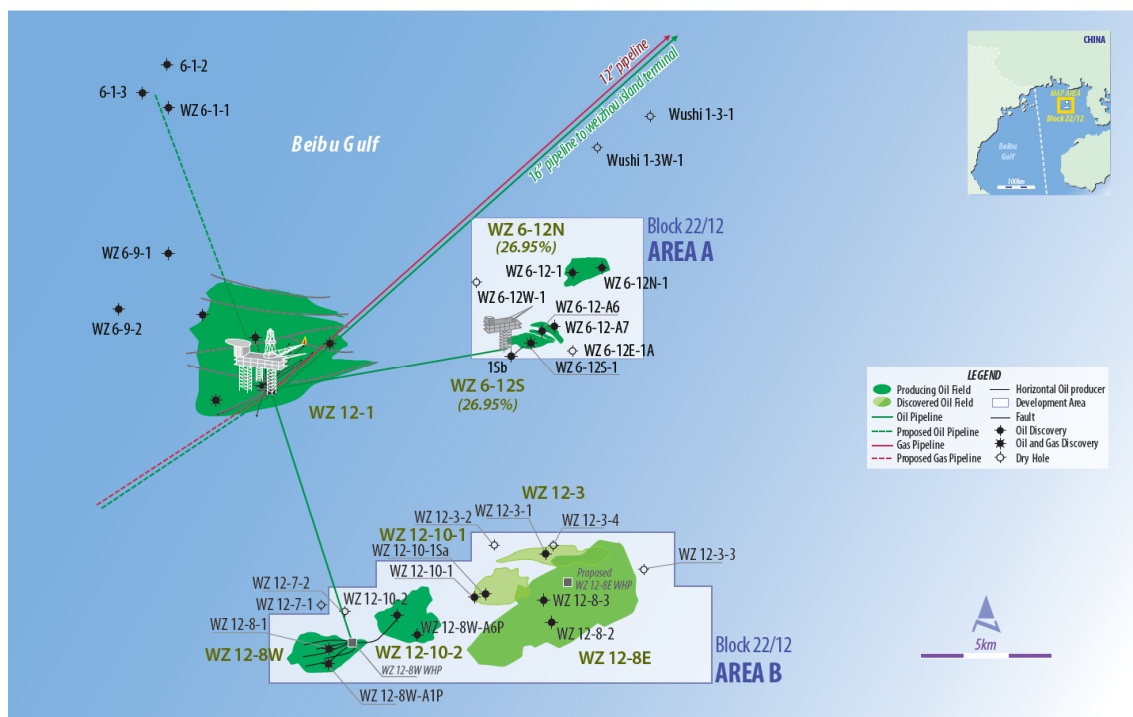 6-1-2
6-1-3
WZ 6-1-1
Beibu Gulf
12" pipeline
16" pipeline to weizhou island terminal
Wushi 1-3-1
Wushi 1-3W-1
CHINA
MAP AREA
Block 22/12
Beibu
Gulf
100km
WZ 6-9-1
WZ 6-9-2
WZ 12-1
Block 22/12
AREA A
WZ 6-12N
(26.95%)
WZ 6-12-1
WZ 6-12N-1
WZ 6-12W-1
WZ 6-12-A6
WZ 6-12-A7
WZ 6-12E-1A
1Sb
WZ 6-12S-1
WZ 6-12S
(26.95%)
LEGEND
Producing Oil Field
Discovered Oil Field
Oil Pipeline
Proposed Oil Pipeline
Gas Pipeline
Proposed Gas Pipeline
Horizontal Oil producer
Development Area
Fault
Oil Discovery
Oil and Gas Discovery
Dry Hole
WZ 12-3
WZ 12-3-1
WZ 12-3-2
WZ 12-3-4
WZ 12-10-1
WZ 12-10-1Sa
WZ 12-3-3
WZ 12-10-1
Proposed
WZ 12-8E WHP
WZ 12-7-2
WZ 12-7-1
WZ 12-10-2
WZ 12-8-3
WZ 12-8-1
WZ 12-8W-A6P
WZ 12-8-2
WZ 12-8W
WZ 12-10-2
WZ 12-8E
WZ 12-8W WHP
WZ 12-8W-A1P
Block 22/12
AREA B
5km